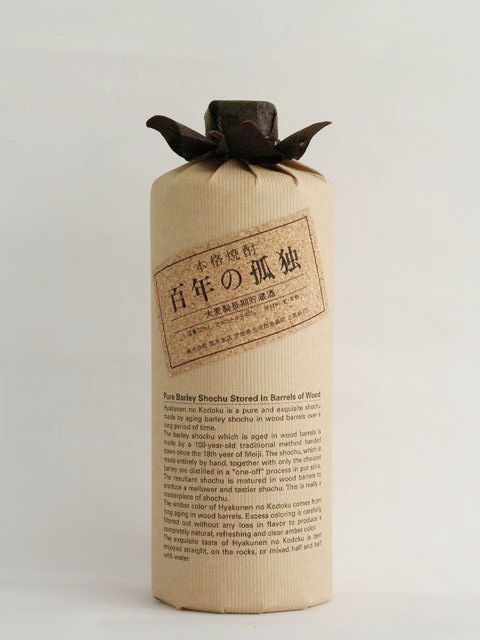 本格焼酎
百年の孤独
大麦製長期貯蔵酒
Pure Barley Shochu Stored in Barrels of Wood
Hyakunen no Kodoku is a pure and exquisite shochu
made by aging barley shochu in wood barrels over a
long period of time.
The barley shochu which is aged in wood barrels is
made by a 100-year-old traditional method handed
down since the 18th year of Meiji. The shochu, which is
made entirely by hand, together with only the choicest
barley are distilled in a "one-off" process in pot stills.
The resultant shochu is matured in wood barrels to
produce a mellower and tastier shochu. This is really a
masterpiece of shochu.
The amber color of Hyakunen no Kodoku comes from
long aging in wood barrels. Excess coloring is carefully
filtered out without any loss in flavor to produce a
completely natural, refreshing and clear amber color.
The exquisite taste of Hyakunen no Kodoku is best
enjoyed straight, on the rocks, or mixed half and half
with water.